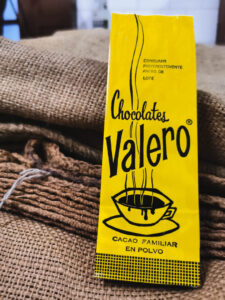 CONSUMIR
PREFERENTEMENTE
ANTES DE
LOTE
Chocolates
Valero®
CACAO FAMILIAR
EN POLVO